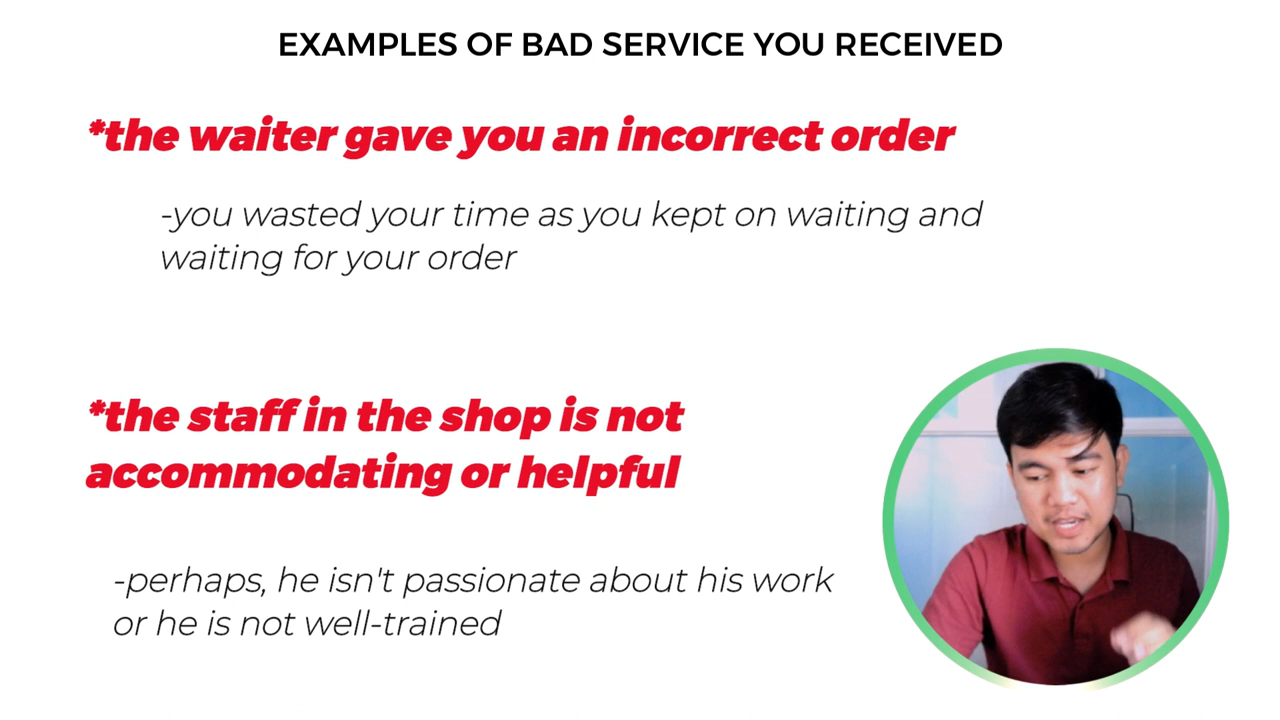 EXAMPLES OF BAD SERVICE YOU RECEIVED
*the waiter gave you an incorrect order
-you wasted your time as you kept on waiting and
waiting for your order
*the staff in the shop is not
accommodating or helpful
-perhaps, he isn't passionate about his work
or he is not well-trained